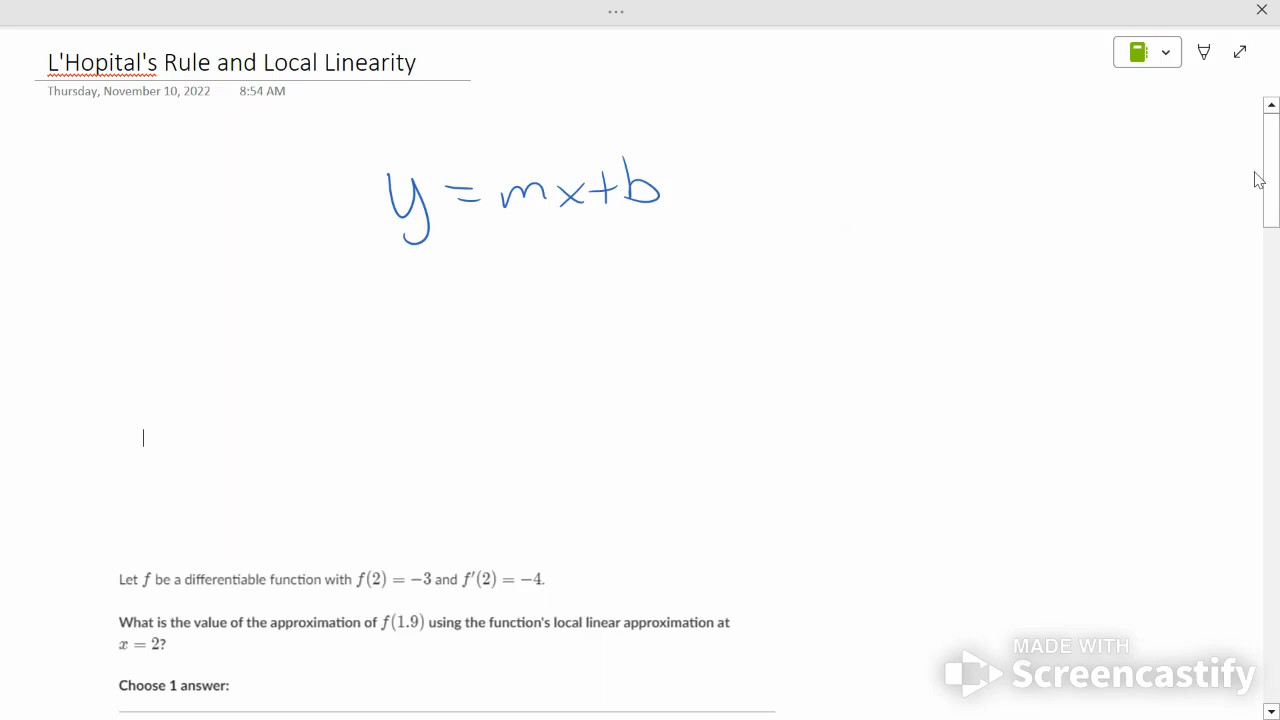 L'Hopital's Rule and Local Linearity
Thursday, November 10, 2022 8:54 AM
y = mx+b
Let f be a differentiable function with f(2) = −3 and f′(2) = −4.
What is the value of the approximation of f(1.9) using the function's local linear approximation at
x = 2?
Choose 1 answer:
MADE WITH
Screencastify